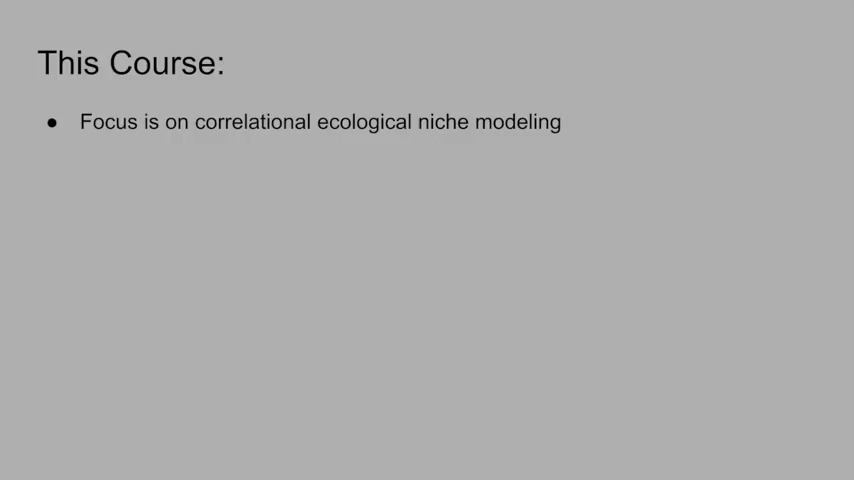 This Course:
● Focus is on correlational ecological niche modeling